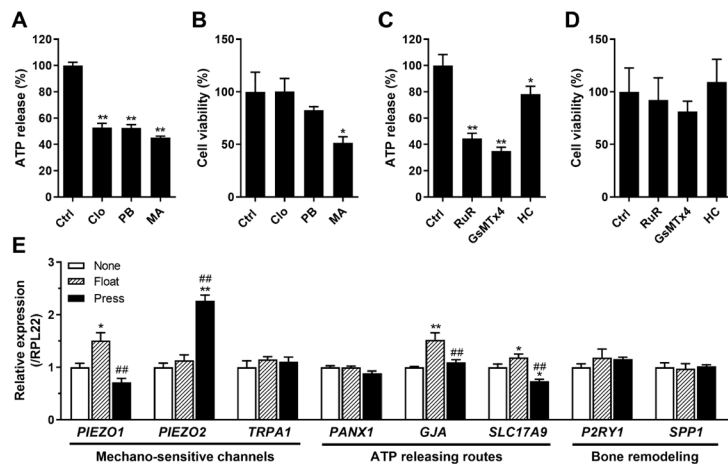 A
B
C
D
ATP release (%)
120
100
80
60
40
20
0
**
**
**
Ctrl
Clo
PB
MA
Cell viability (%)
150
100
50
0
*
Ctrl
Clo
PB
MA
ATP release (%)
120
100
80
60
40
20
0
**
**
*
Ctrl
RuR
GsMTx4
HC
Cell viability (%)
150
100
50
0
Ctrl
RuR
GsMTx4
HC
E
Relative expression
(/RPL22)
3
2
1
0
None
Float
Press
*
##
##
**
**
##
*
##
*
PIEZO1
PIEZO2
TRPA1
PANX1
GJA
SLC17A9
P2RY1
SPP1
Mechano-sensitive channels
ATP releasing routes
Bone remodeling